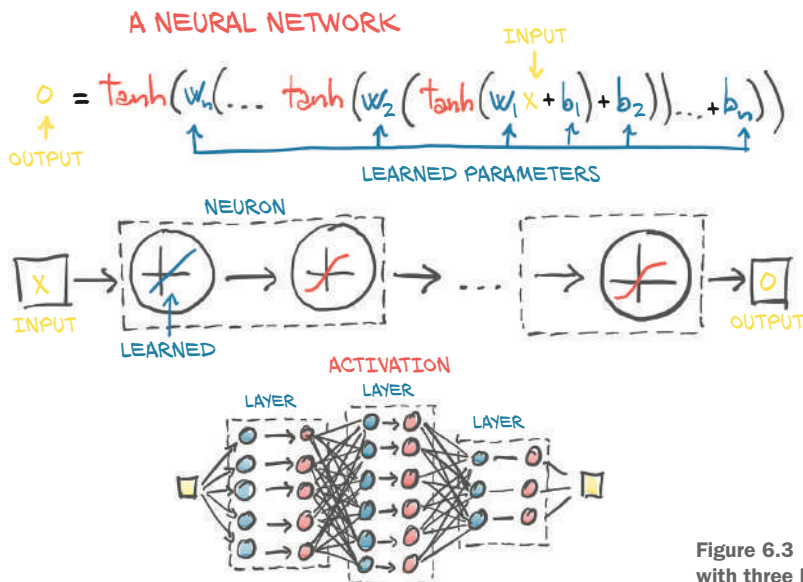 A NEURAL NETWORK
INPUT
o = tanh(wn(... tanh(w2(tanh(w1 x + b1) + b2))... + bn))
OUTPUT
LEARNED PARAMETERS
NEURON
X
O
INPUT
OUTPUT
...
LEARNED
ACTIVATION
LAYER
LAYER
LAYER
Figure 6.3
with three l